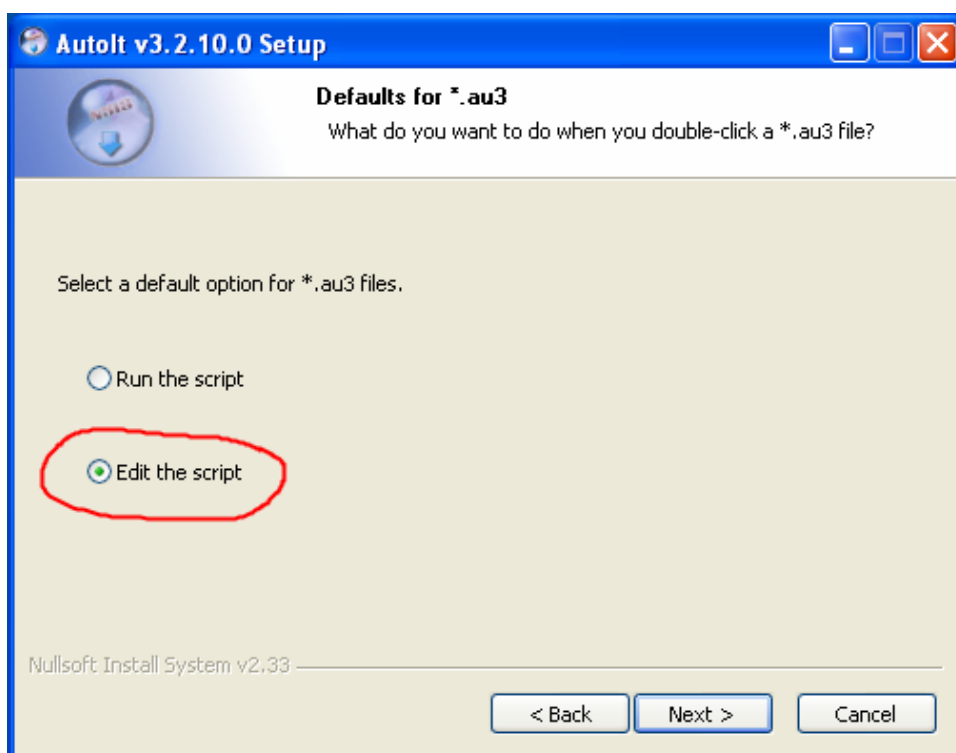 AutoIt v3.2.10.0 Setup
Defaults for *.au3
What do you want to do when you double-click a *.au3 file?
Select a default option for *.au3 files.
Run the script
Edit the script
Nullsoft Install System v2.33
< Back Next > Cancel